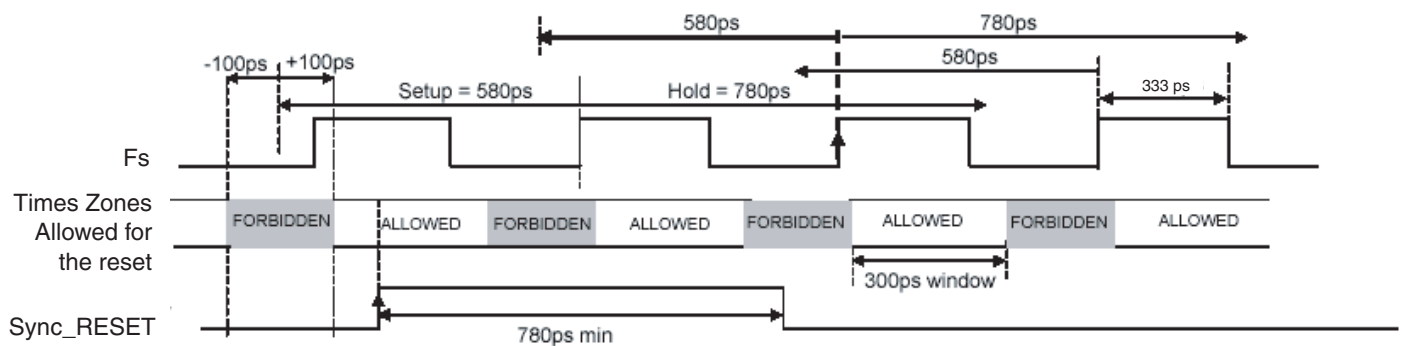 580ps
780ps
-100ps
+100ps
580ps
Setup = 580ps
Hold = 780ps
333 ps
Fs
Times Zones
Allowed for
the reset
FORBIDDEN
ALLOWED
FORBIDDEN
ALLOWED
FORBIDDEN
ALLOWED
FORBIDDEN
ALLOWED
300ps window
Sync_RESET
780ps min